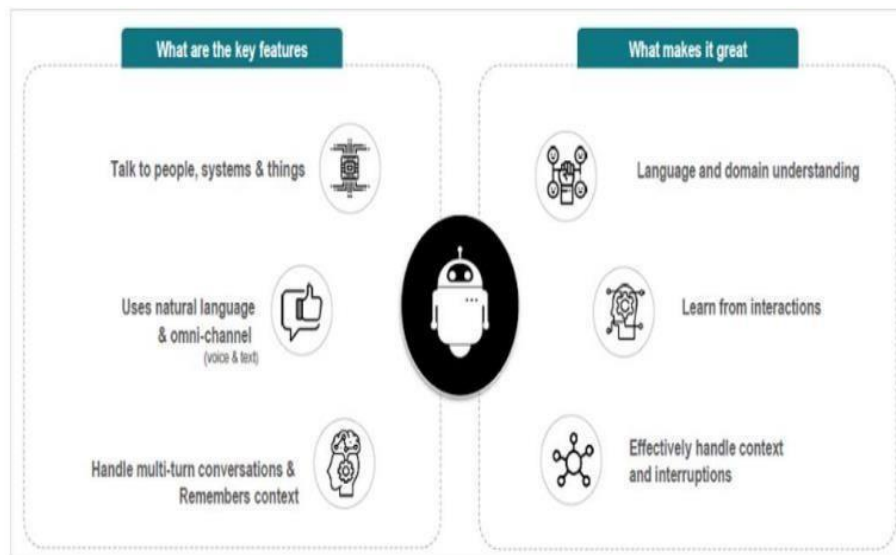 What are the key features
Talk to people, systems & things
Uses natural language
& omni-channel
(voice & text)
Handle multi-turn conversations &
Remembers context
What makes it great
Language and domain understanding
Learn from interactions
Effectively handle context
and interruptions